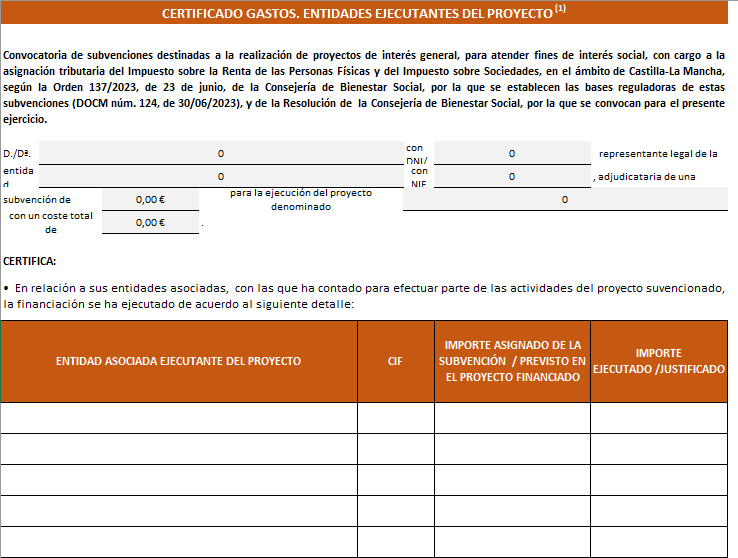 CERTIFICADO GASTOS. ENTIDADES EJECUTANTES DEL PROYECTO (1)
Convocatoria de subvenciones destinadas a la realización de proyectos de interés general, para atender fines de interés social, con cargo a la
asignación tributaria del Impuesto sobre la Renta de las Personas Físicas y del Impuesto sobre Sociedades, en el ámbito de Castilla-La Mancha,
según la Orden 137/2023, de 23 de junio, de la Consejería de Bienestar Social, por la que se establecen las bases reguladoras de estas
subvenciones (DOCM núm. 124, de 30/06/2023), y de la Resolución de la Consejería de Bienestar Social, por la que se convocan para el presente
ejercicio.
D./Dª. 0 con DNI/ 0 representante legal de la
entida d 0 con NIF 0 , adjudicataria de una
subvención de 0,00 € para la ejecución del proyecto denominado 0
con un coste total de 0,00 € .
CERTIFICA:
• En relación a sus entidades asociadas, con las que ha contado para efectuar parte de las actividades del proyecto suvencionado,
la financiación se ha ejecutado de acuerdo al siguiente detalle:
ENTIDAD ASOCIADA EJECUTANTE DEL PROYECTO
CIF
IMPORTE ASIGNADO DE LA
SUBVENCIÓN / PREVISTO EN
EL PROYECTO FINANCIADO
IMPORTE
EJECUTADO /JUSTIFICADO